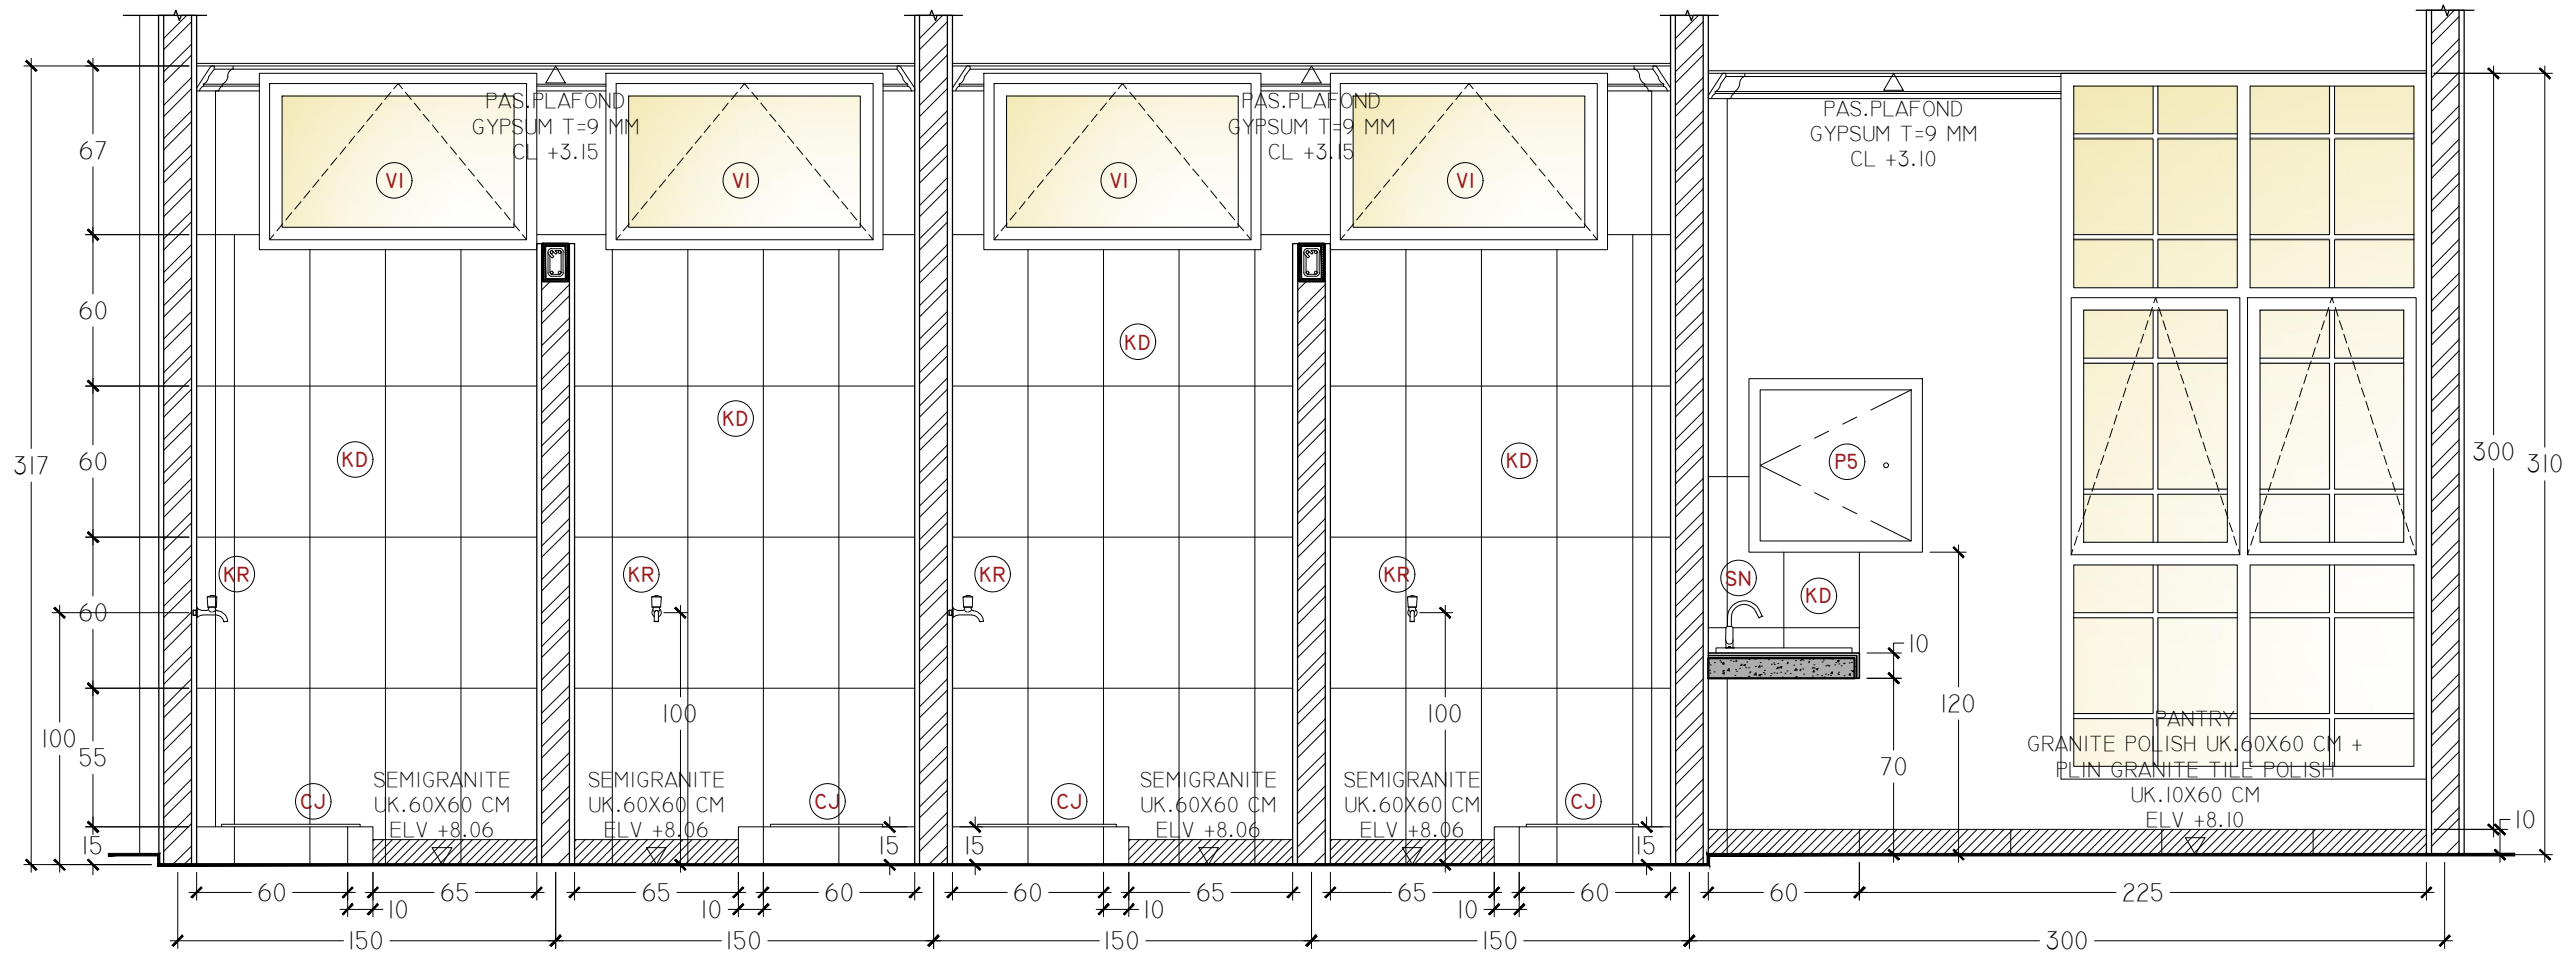 PAS.PLAFOND
GYPSUM T=9 MM
CL +3.15
PAS.PLAFOND
GYPSUM T=9 MM
CL +3.15
PAS.PLAFOND
GYPSUM T=9 MM
CL +3.10
VI
VI
VI
VI
67
60
60
60
55
15
317
100
KD
KD
KD
KD
P5
KR
KR
KR
KR
SN
KD
100
100
10
120
70
300
310
10
CJ
CJ
CJ
CJ
SEMIGRANITE
UK.60X60 CM
ELV +8.06
SEMIGRANITE
UK.60X60 CM
ELV +8.06
SEMIGRANITE
UK.60X60 CM
ELV +8.06
SEMIGRANITE
UK.60X60 CM
ELV +8.06
PANTRY
GRANITE POLISH UK.60X60 CM +
PLIN GRANITE TILE POLISH
UK.10X60 CM
ELV +8.10
15
15
15
60
65
65
60
60
65
65
60
60
225
10
10
10
10
150
150
150
150
300